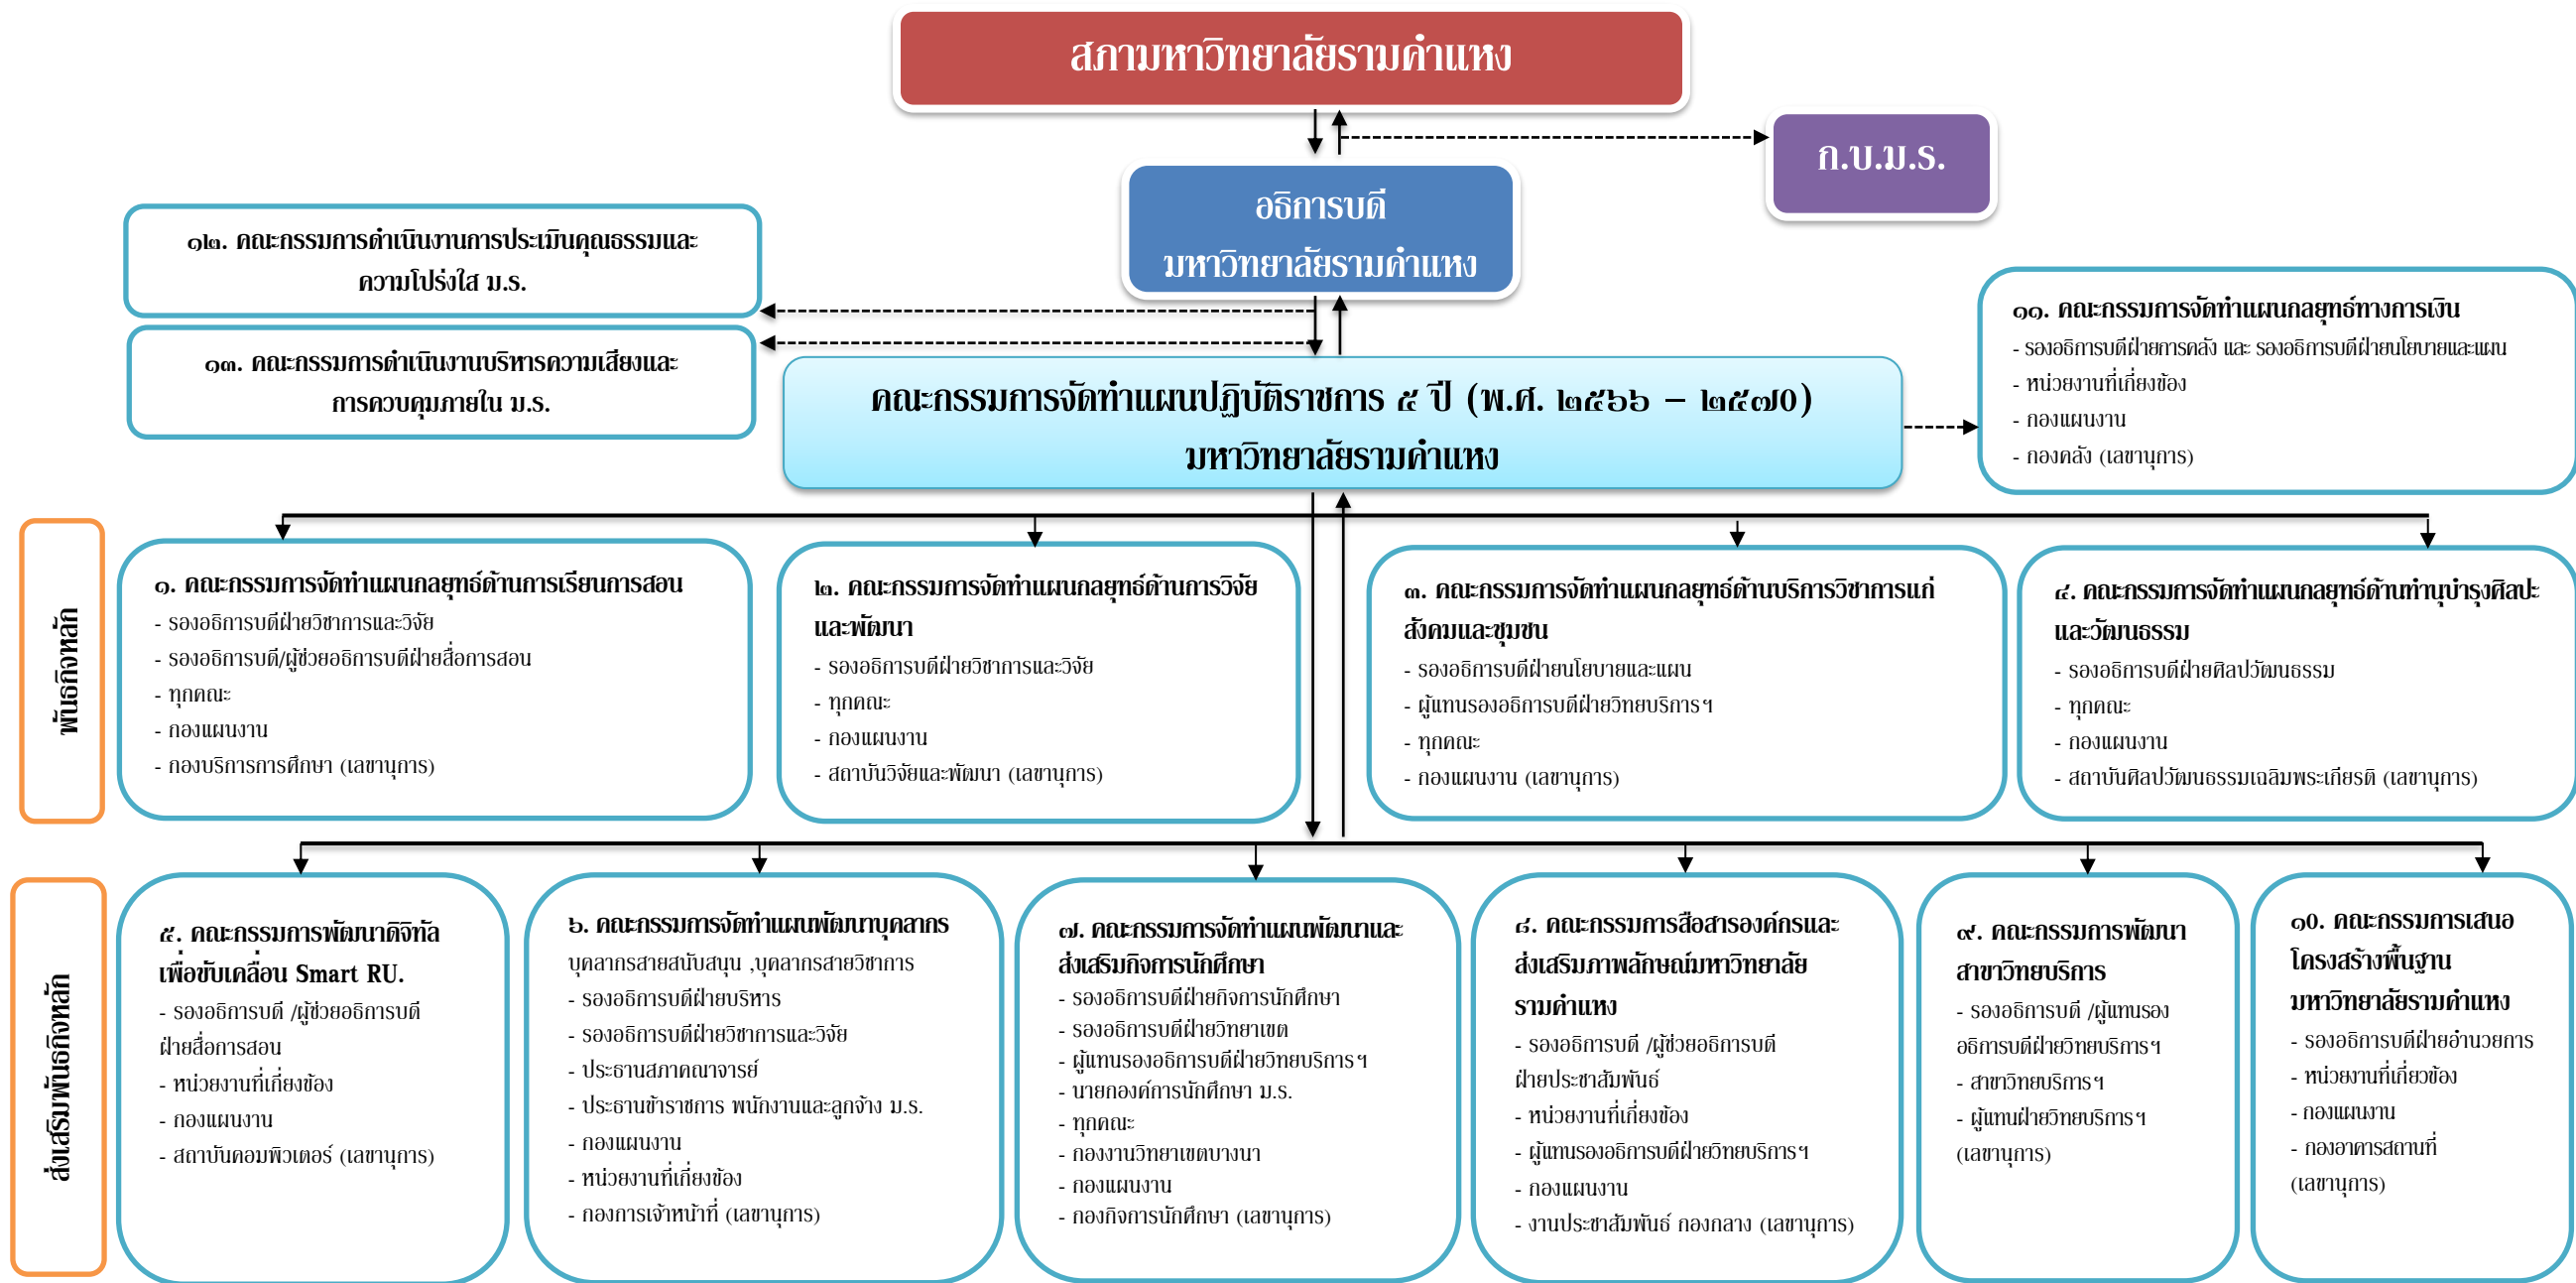 สภามหาวิทยาลัยรามคำแหง
ก.บ.ม.ร.
อธิการบดี
มหาวิทยาลัยรามคำแหง
๑๒. คณะกรรมการดำเนินงานการประเมินคุณธรรมและ
ความโปร่งใส ม.ร.
๑๓. คณะกรรมการดำเนินงานบริหารความเสี่ยงและ
การควบคุมภายใน ม.ร.
คณะกรรมการจัดทำแผนปฏิบัติราชการ ๕ ปี (พ.ศ. ๒๕๖๖ – ๒๕๗๐)
มหาวิทยาลัยรามคำแหง
๑๑. คณะกรรมการจัดทำแผนกลยุทธ์ทางการเงิน
- รองอธิการบดีฝ่ายการคลัง และ รองอธิการบดีฝ่ายนโยบายและแผน
- หน่วยงานที่เกี่ยงข้อง
- กองแผนงาน
- กองคลัง (เลขานุการ)
พันธกิจหลัก
๑. คณะกรรมการจัดทำแผนกลยุทธ์ด้านการเรียนการสอน
- รองอธิการบดีฝ่ายวิชาการและวิจัย
- รองอธิการบดี/ผู้ช่วยอธิการบดีฝ่ายสื่อการสอน
- ทุกคณะ
- กองแผนงาน
- กองบริการการศึกษา (เลขานุการ)
๒. คณะกรรมการจัดทำแผนกลยุทธ์ด้านการวิจัย
และพัฒนา
- รองอธิการบดีฝ่ายวิชาการและวิจัย
- ทุกคณะ
- กองแผนงาน
- สถาบันวิจัยและพัฒนา (เลขานุการ)
๓. คณะกรรมการจัดทำแผนกลยุทธ์ด้านบริการวิชาการแก่
สังคมและชุมชน
- รองอธิการบดีฝ่ายนโยบายและแผน
- ผู้แทนรองอธิการบดีฝ่ายวิทยบริการฯ
- ทุกคณะ
- กองแผนงาน (เลขานุการ)
๔. คณะกรรมการจัดทำแผนกลยุทธ์ด้านทำนุบำรุงศิลปะ
และวัฒนธรรม
- รองอธิการบดีฝ่ายศิลปวัฒนธรรม
- ทุกคณะ
- กองแผนงาน
- สถาบันศิลปวัฒนธรรมเฉลิมพระเกียรติ (เลขานุการ)
ส่งเสริมพันธกิจหลัก
๕. คณะกรรมการพัฒนาดิจิทัล
เพื่อขับเคลื่อน Smart RU.
- รองอธิการบดี /ผู้ช่วยอธิการบดี
ฝ่ายสื่อการสอน
- หน่วยงานที่เกี่ยงข้อง
- กองแผนงาน
- สถาบันคอมพิวเตอร์ (เลขานุการ)
๖. คณะกรรมการจัดทำแผนพัฒนาบุคลากร
บุคลากรสายสนับสนุน ,บุคลากรสายวิชาการ
- รองอธิการบดีฝ่ายบริหาร
- รองอธิการบดีฝ่ายวิชาการและวิจัย
- ประธานสภาคณาจารย์
- ประธานข้าราชการ พนักงานและลูกจ้าง ม.ร.
- กองแผนงาน
- หน่วยงานที่เกี่ยงข้อง
- กองการเจ้าหน้าที่ (เลขานุการ)
๗. คณะกรรมการจัดทำแผนพัฒนาและ
ส่งเสริมกิจการนักศึกษา
- รองอธิการบดีฝ่ายกิจการนักศึกษา
- รองอธิการบดีฝ่ายวิทยาเขต
- ผู้แทนรองอธิการบดีฝ่ายวิทยบริการฯ
- นายกองค์การนักศึกษา ม.ร.
- ทุกคณะ
- กองงานวิทยาเขตบางนา
- กองแผนงาน
- กองกิจการนักศึกษา (เลขานุการ)
๘. คณะกรรมการสื่อสารองค์กรและ
ส่งเสริมภาพลักษณ์มหาวิทยาลัย
รามคำแหง
- รองอธิการบดี /ผู้ช่วยอธิการบดี
ฝ่ายประชาสัมพันธ์
- หน่วยงานที่เกี่ยงข้อง
- ผู้แทนรองอธิการบดีฝ่ายวิทยบริการฯ
- กองแผนงาน
- งานประชาสัมพันธ์ กองกลาง (เลขานุการ)
๙. คณะกรรมการพัฒนา
สาขาวิทยบริการ
- รองอธิการบดี /ผู้แทนรอง
อธิการบดีฝ่ายวิทยบริการฯ
- สาขาวิทยบริการฯ
- ผู้แทนฝ่ายวิทยบริการฯ
(เลขานุการ)
๑๐. คณะกรรมการเสนอ
โครงสร้างพื้นฐาน
มหาวิทยาลัยรามคำแหง
- รองอธิการบดีฝ่ายอำนวยการ
- หน่วยงานที่เกี่ยวข้อง
- กองแผนงาน
- กองอาคารสถานที่
(เลขานุการ)